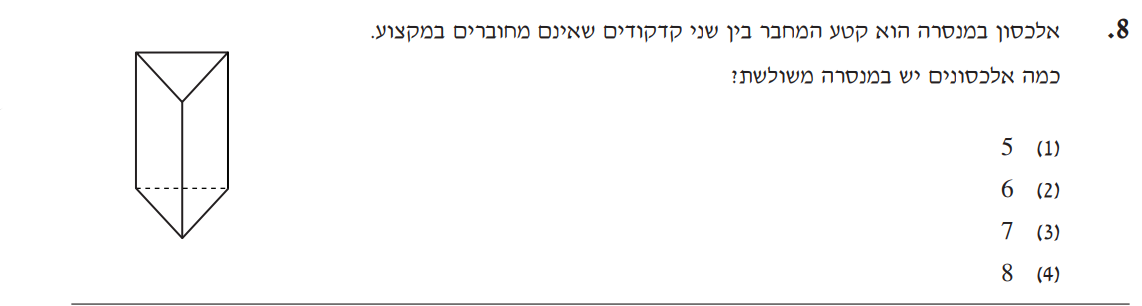 8. אלכסון במנסרה הוא קטע המחבר בין שני קדקודים שאינם מחוברים במקצוע.
כמה אלכסונים יש במנסרה משולשת?
(1) 5
(2) 6
(3) 7
(4) 8